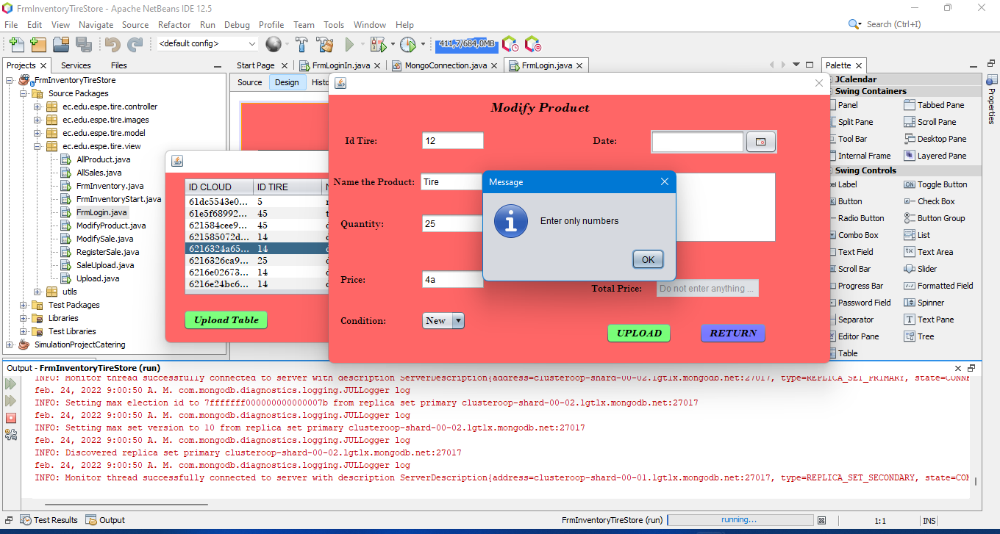 FrmInventoryTireStore - Apache NetBeans IDE 12.5
File Edit View Navigate Source Refactor Run Debug Profile Team Tools Window Help
Search (Ctrl+I)
<default config>
411,7/684,0MB
Projects
Services
Files
Start Page
FrmLoginIn.java
MongoConnection.java
FrmLogin.java
Palette
FrmInventoryTireStore
Source Packages
ec.edu.espe.tire.controller
ec.edu.espe.tire.images
ec.edu.espe.tire.model
ec.edu.espe.tire.view
AllProduct.java
AllSales.java
FrmInventory.java
FrmInventoryStart.java
FrmLogin.java
ModifyProduct.java
ModifySale.java
RegisterSale.java
SaleUpload.java
Upload.java
utils
Test Packages
Libraries
Test Libraries
SimulationProjectCatering
Source Design Histo
ID CLOUD ID TIRE
61dc5543e0... 5
61e5f68992... 45
621584cee9... 45
621585072d... 14
6216324a65... 14
6216326ca9... 25
6216e02673... 14
6216e24bc6... 14
Upload Table
Modify Product
Id Tire: 12
Date:
Name the Product: Tire
Quantity: 25
Price: 4a
Total Price: Do not enter anything ...
Condition: New
UPLOAD RETURN
Message
Enter only numbers
OK
JCalendar
Swing Containers
Panel Tabbed Pane
Split Pane Scroll Pane
Tool Bar Desktop Pane
Internal Frame Layered Pane
Swing Controls
Label Toggle Button
Button Check Box
Radio Button Button Group
Combo Box List
Text Field Text Area
Scroll Bar Slider
Progress Bar Formatted Field
Password Field Spinner
Separator Text Pane
Editor Pane Tree
Table
Properties
Output - FrmInventoryTireStore (run)
INFO: Monitor thread successfully connected to server with description ServerDescription{address=clusteroop-shard-00-02.lgtlx.mongodb.net:27017, type=REPLICA_SET_PRIMARY, state=CONNE
feb. 24, 2022 9:00:50 A. M. com.mongodb.diagnostics.logging.JULLogger log
INFO: Setting max election id to 7fffffff000000000000007b from replica set primary clusteroop-shard-00-02.lgtlx.mongodb.net:27017
feb. 24, 2022 9:00:50 A. M. com.mongodb.diagnostics.logging.JULLogger log
INFO: Setting max set version to 10 from replica set primary clusteroop-shard-00-02.lgtlx.mongodb.net:27017
feb. 24, 2022 9:00:50 A. M. com.mongodb.diagnostics.logging.JULLogger log
INFO: Discovered replica set primary clusteroop-shard-00-02.lgtlx.mongodb.net:27017
feb. 24, 2022 9:00:50 A. M. com.mongodb.diagnostics.logging.JULLogger log
INFO: Monitor thread successfully connected to server with description ServerDescription{address=clusteroop-shard-00-01.lgtlx.mongodb.net:27017, type=REPLICA_SET_SECONDARY, state=CON
Test Results
Output
FrmInventoryTireStore (run)
running...
1:1
INS